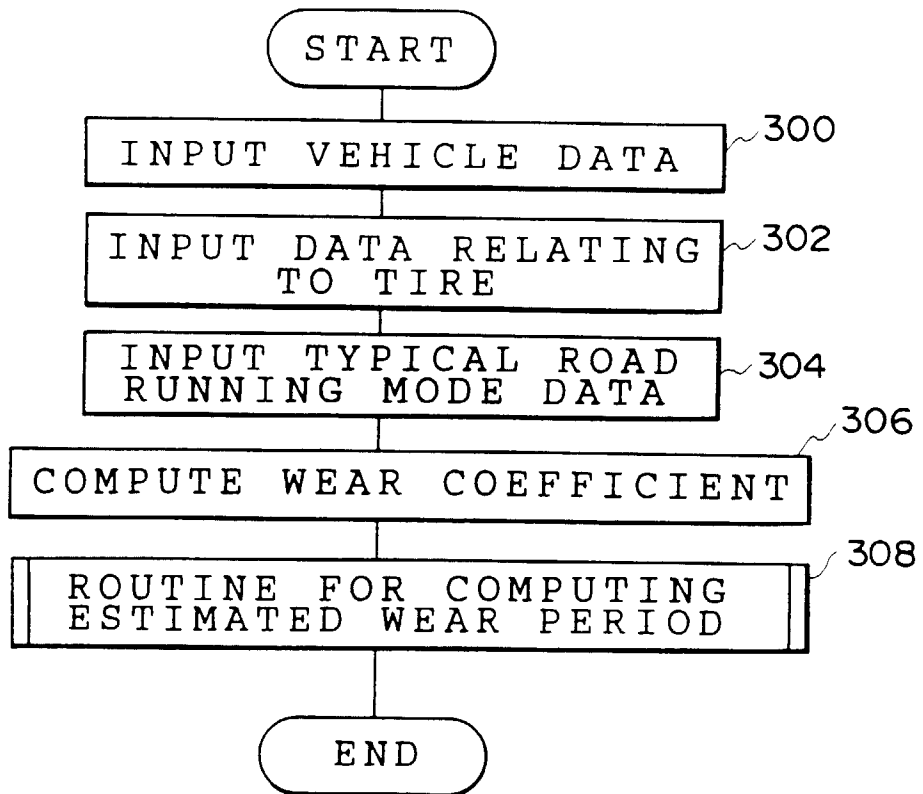 START
300
INPUT VEHICLE DATA
302
INPUT DATA RELATING
TO TIRE
304
INPUT TYPICAL ROAD
RUNNING MODE DATA
306
COMPUTE WEAR COEFFICIENT
308
ROUTINE FOR COMPUTING
ESTIMATED WEAR PERIOD
END